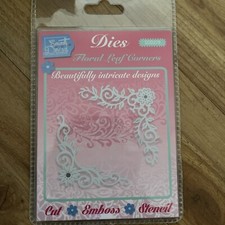 Dies
Floral Leaf Corners
Beautifully intricate designs
Cut Emboss Stencil